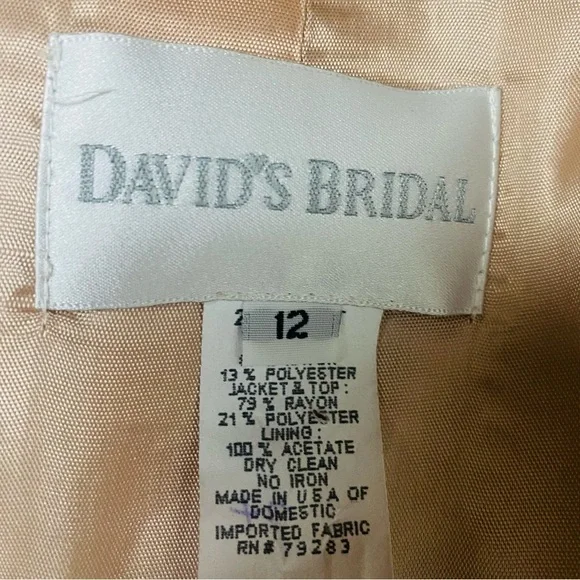 DAVID'S BRIDAL
12
13 % POLYESTER
JACKET & TOP:
79 % RAYON
21 % POLYESTER
LINING:
100 % ACETATE
DRY CLEAN
NO IRON
MADE IN USA OF
DOMESTIC
IMPORTED FABRIC
RN# 79283